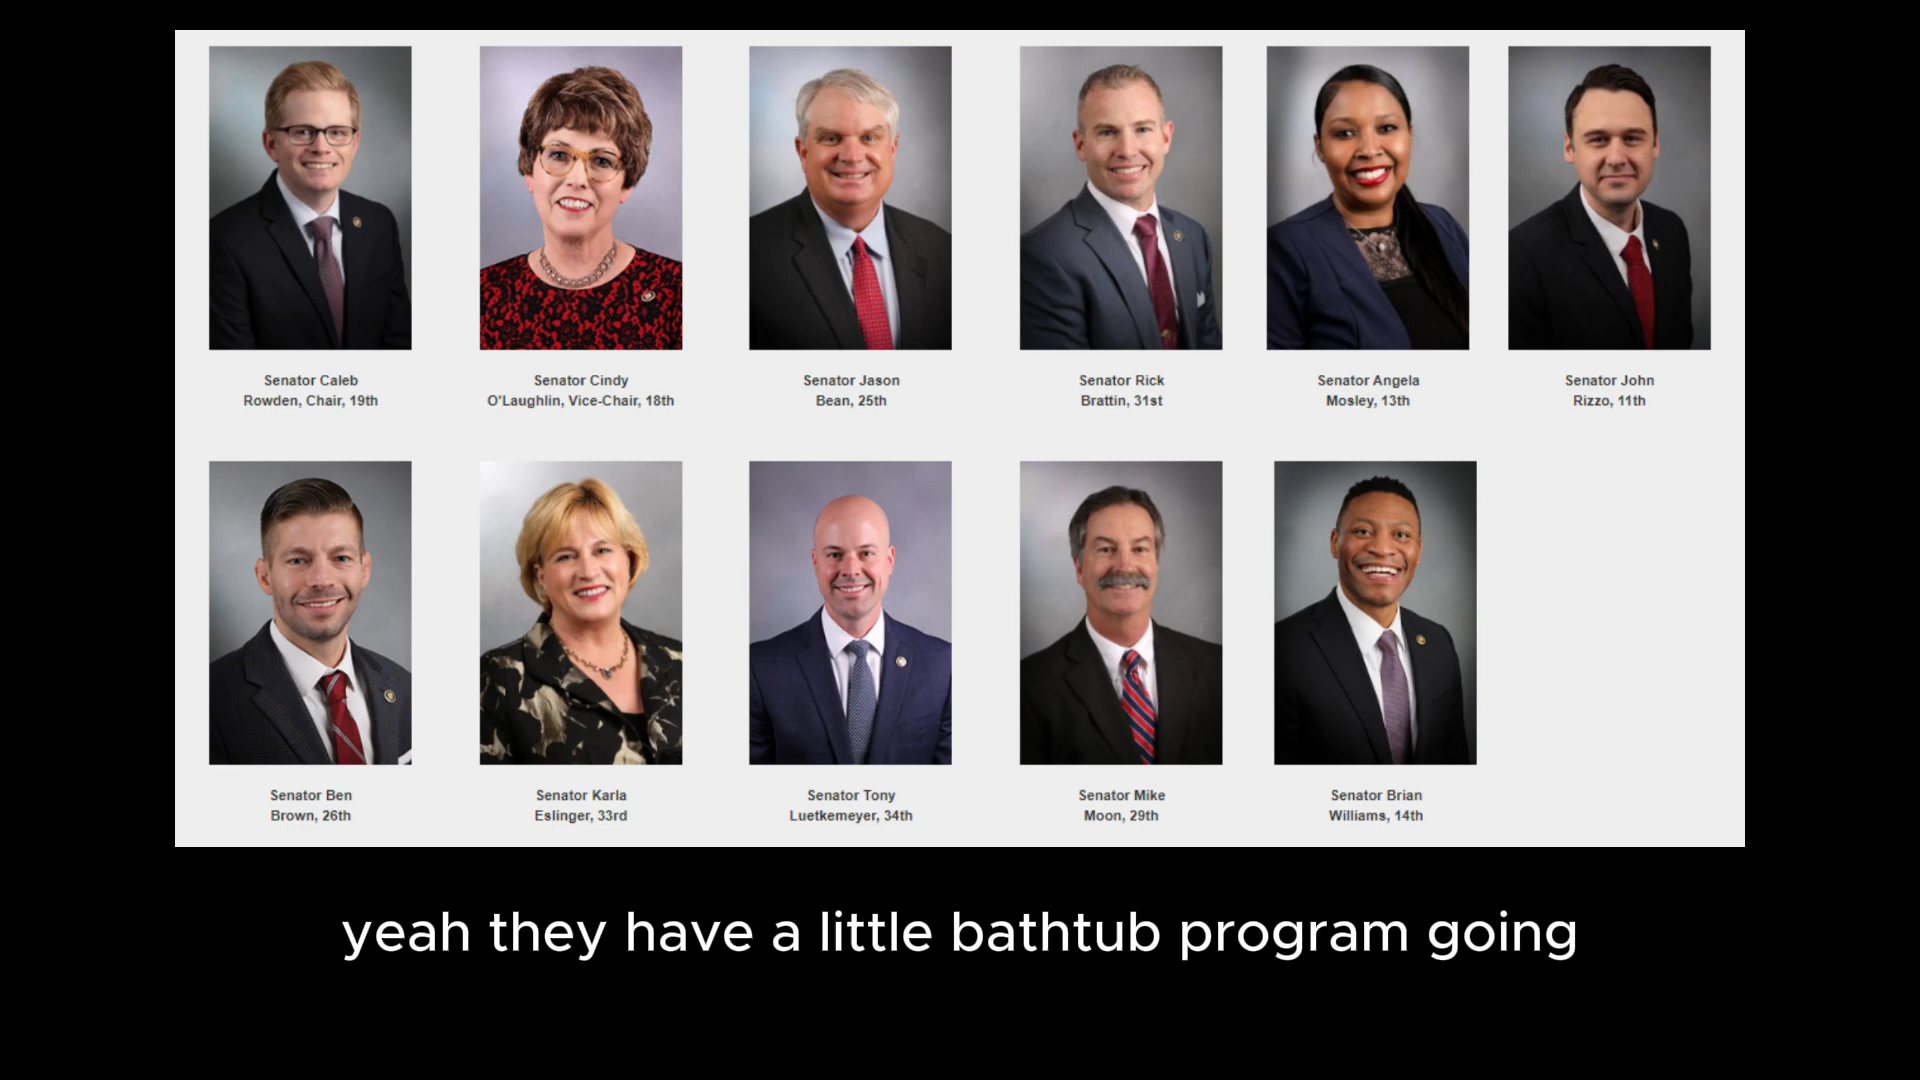 Senator Caleb
Rowden, Chair, 19th
Senator Cindy
O'Laughlin, Vice-Chair, 18th
Senator Jason
Bean, 25th
Senator Rick
Brattin, 31st
Senator Angela
Mosley, 13th
Senator John
Rizzo, 11th
Senator Ben
Brown, 26th
Senator Karla
Eslinger, 33rd
Senator Tony
Luetkemeyer, 34th
Senator Mike
Moon, 29th
Senator Brian
Williams, 14th
yeah they have a little bathtub program going